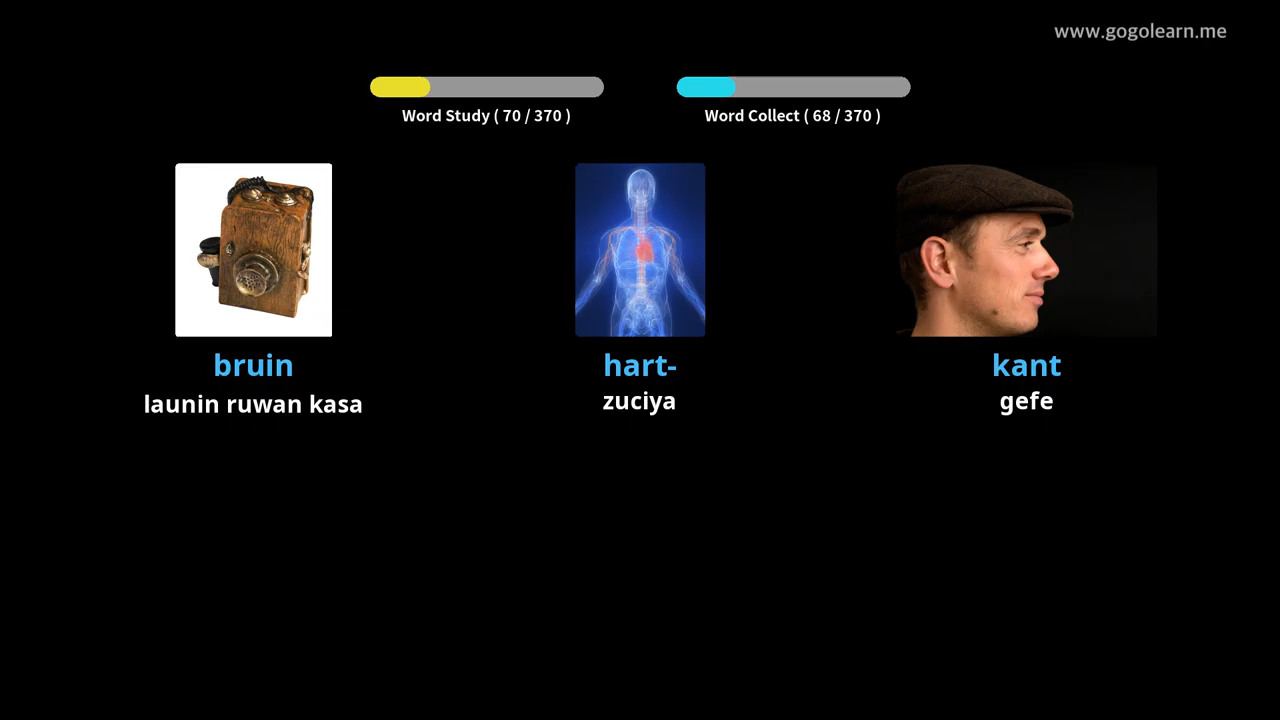 www.gogolearn.me
Word Study ( 70 / 370 )
Word Collect ( 68 / 370 )
bruin
launin ruwan kasa
hart-
zuciya
kant
gefe